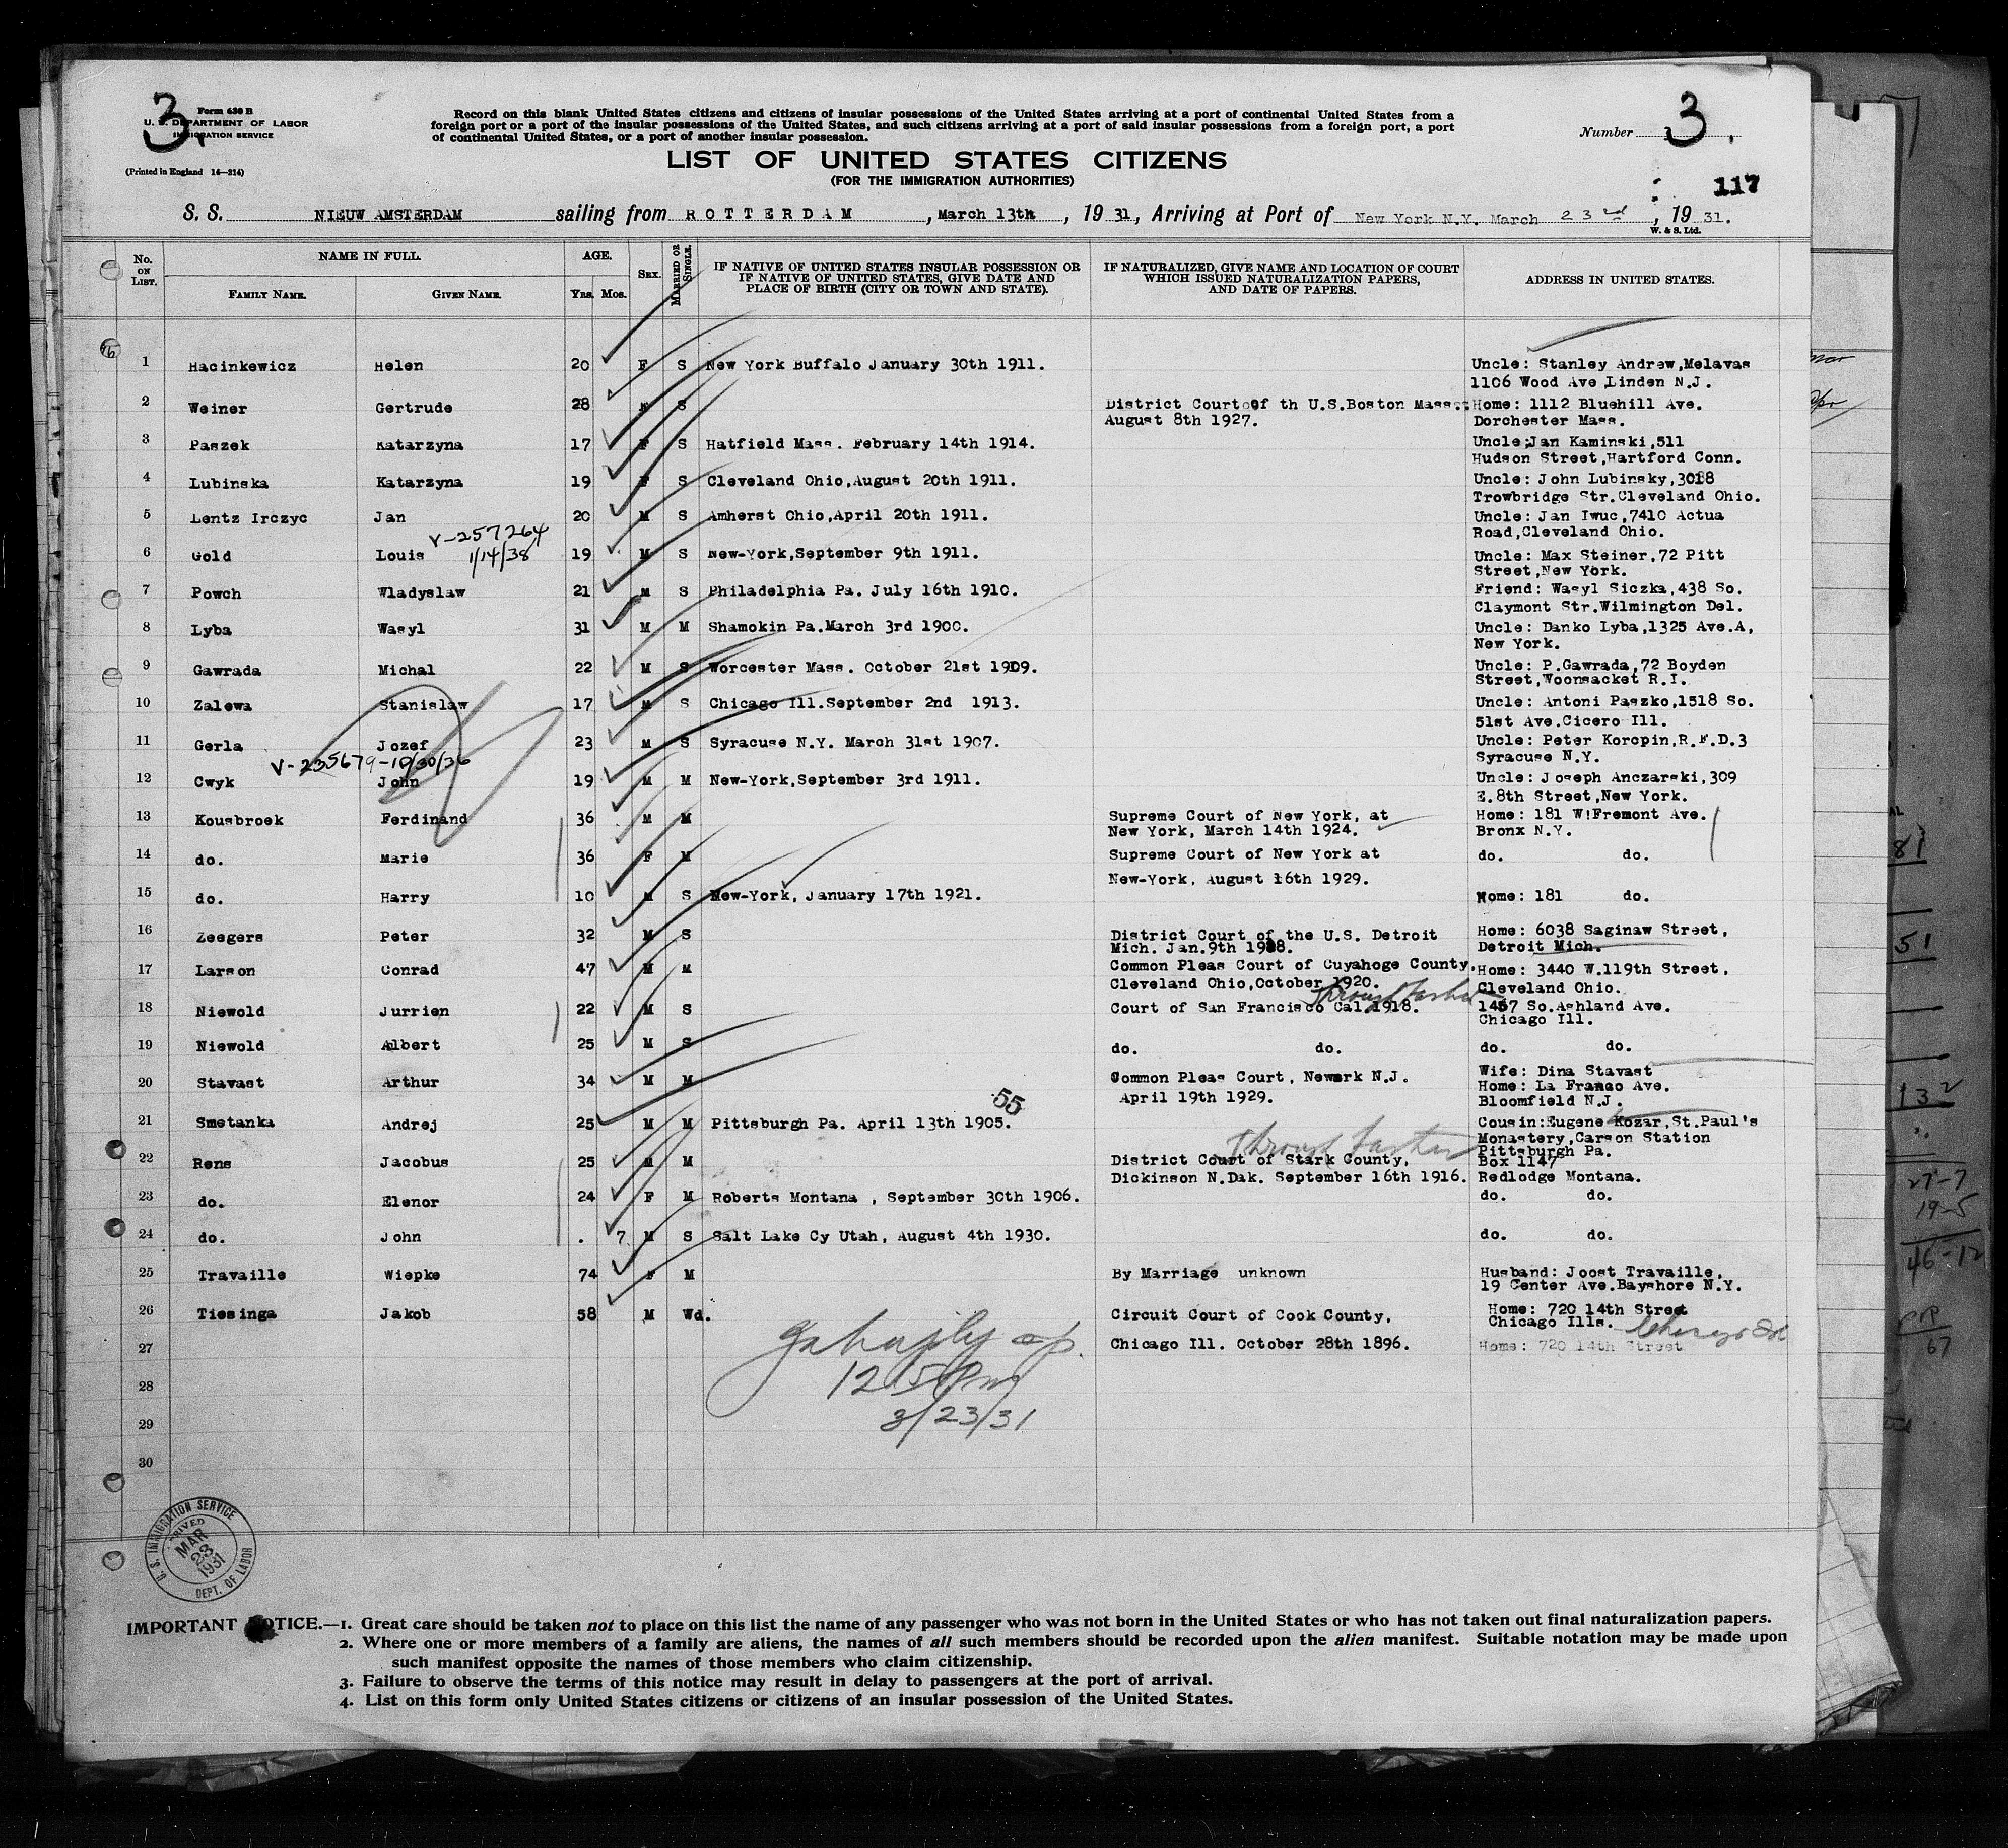 3.
Form 630 B
U. S. DEPARTMENT OF LABOR
IMMIGRATION SERVICE
(Printed in England 14—214)
Record on this blank United States citizens and citizens of insular possessions of the United States arriving at a port of continental United States from a
foreign port or a port of the insular possessions of the United States, and such citizens arriving at a port of said insular possessions from a foreign port, a port
of continental United States, or a port of another insular possession.
Number 3.
LIST OF UNITED STATES CITIZENS
(FOR THE IMMIGRATION AUTHORITIES)
117
S. S. NIEUW AMSTERDAM sailing from ROTTERDAM, March 13th, 1931, Arriving at Port of New York N.Y. March 23rd, 1931.
W. & S. Ltd.
No. ON LIST. NAME IN FULL. AGE. SEX. MARRIED OR SINGLE. IF NATIVE OF UNITED STATES INSULAR POSSESSION OR IF NATIVE OF UNITED STATES, GIVE DATE AND PLACE OF BIRTH (CITY OR TOWN AND STATE). IF NATURALIZED, GIVE NAME AND LOCATION OF COURT WHICH ISSUED NATURALIZATION PAPERS, AND DATE OF PAPERS. ADDRESS IN UNITED STATES.
FAMILY NAME. GIVEN NAME. YRS. MOS.
1 Hacinkewicz Helen 20 F S New York Buffalo January 30th 1911. Uncle: Stanley Andrew,Melavas
1106 Wood Ave Linden N.J.
2 Weiner Gertrude 28 F S District Court of th U.S.Boston Mass. Home: 1112 Bluehill Ave.
August 8th 1927. Dorchester Mass.
3 Paszek Katarzyna 17 F S Hatfield Mass. February 14th 1914. Uncle:Jan Kaminski,511
Hudson Street,Hartford Conn.
4 Lubinska Katarzyna 19 F S Cleveland Ohio,August 20th 1911. Uncle: John Lubinsky,3018
Trowbridge Str.Cleveland Ohio.
5 Lentz Irczyc Jan 20 M S Amherst Ohio,April 20th 1911. Uncle: Jan Iwuc,7410 Actua
Road,Cleveland Ohio.
V-257264
6 Gold Louis 1/14/38 19 M S New-York,September 9th 1911. Uncle: Max Steiner,72 Pitt
Street,New York.
7 Powch Wladyslaw 21 M S Philadelphia Pa. July 16th 1910. Friend: Wasyl Siczka,438 So.
Claymont Str.Wilmington Del.
8 Lyba Wasyl 31 M M Shamokin Pa.March 3rd 1900. Uncle: Danko Lyba,1325 Ave.A,
New York.
9 Gawrada Michal 22 M S Worcester Mass. October 21st 1909. Uncle: P.Gawrada,72 Boyden
Street,Woonsacket R.I.
10 Zalewa Stanislaw 17 M S Chicago Ill.September 2nd 1913. Uncle: Antoni Paszko,1518 So.
51st Ave.Cicero Ill.
11 Gerla Jozef 23 M S Syracuse N.Y. March 31st 1907. Uncle: Peter Korcpin,R.F.D.3
Syracuse N.Y.
V-235679-10/30/36
12 Cwyk John 19 M M New-York,September 3rd 1911. Uncle: Joseph Anczarski,309
E.8th Street,New York.
13 Kousbroek Ferdinand 36 M M Supreme Court of New York, at Home: 181 W!Fremont Ave.
New York, March 14th 1924. Bronx N.Y.
14 do. Marie 36 F M Supreme Court of New York at do. do.
New-York, August 16th 1929.
15 do. Harry 10 M S New-York, January 17th 1921. Home: 181 do.
16 Zeegers Peter 32 M S District Court of the U.S. Detroit Home: 6038 Saginaw Street,
Mich. Jan.9th 1928. Detroit Mich.
17 Larson Conrad 47 M M Common Pleas Court of Cuyahoge County, Home: 3440 W.119th Street,
Cleveland Ohio,October 1920. Cleveland Ohio.
through father
18 Niewold Jurrien 22 M S Court of San Francisco Cal.1918. 1457 So.Ashland Ave.
Chicago Ill.
19 Niewold Albert 25 M S do. do. do. do.
20 Stavast Arthur 34 M M Common Pleas Court, Newark N.J. Wife: Dina Stavast
April 19th 1929. Home: La Franco Ave.
Bloomfield N.J.
55
21 Smetanka Andrej 25 M M Pittsburgh Pa. April 13th 1905. Cousin:Eugene Kozar,St.Paul's
Monastery,Carson Station
Pittsburgh Pa.
through father
22 Rens Jacobus 25 M M District Court of Stark County, Box 1147
Dickinson N.Dak. September 16th 1916. Redlodge Montana.
23 do. Elenor 24 F M Roberts Montana , September 30th 1906. do. do.
24 do. John . 7 M S Salt Lake Cy Utah, August 4th 1930. do. do.
25 Travaille Wiepke 74 F M By Marriage unknown Husband: Joost Travaille,
19 Center Ave.Bayshore N.Y.
26 Tiesinga Jakob 58 M Wd. Circuit Court of Cook County, Home: 720 14th Street
Chicago Ills.
27 Chicago Ill. October 28th 1896. Home: 720 14th Street
28
29
30
3/23/31
U. S. IMMIGRATION SERVICE
ARRIVED
MAR 23 1931
DEPT. OF LABOR
IMPORTANT NOTICE.—1. Great care should be taken not to place on this list the name of any passenger who was not born in the United States or who has not taken out final naturalization papers.
2. Where one or more members of a family are aliens, the names of all such members should be recorded upon the alien manifest. Suitable notation may be made upon
such manifest opposite the names of those members who claim citizenship.
3. Failure to observe the terms of this notice may result in delay to passengers at the port of arrival.
4. List on this form only United States citizens or citizens of an insular possession of the United States.
81
51
132
27-7
19-5
46-12
67